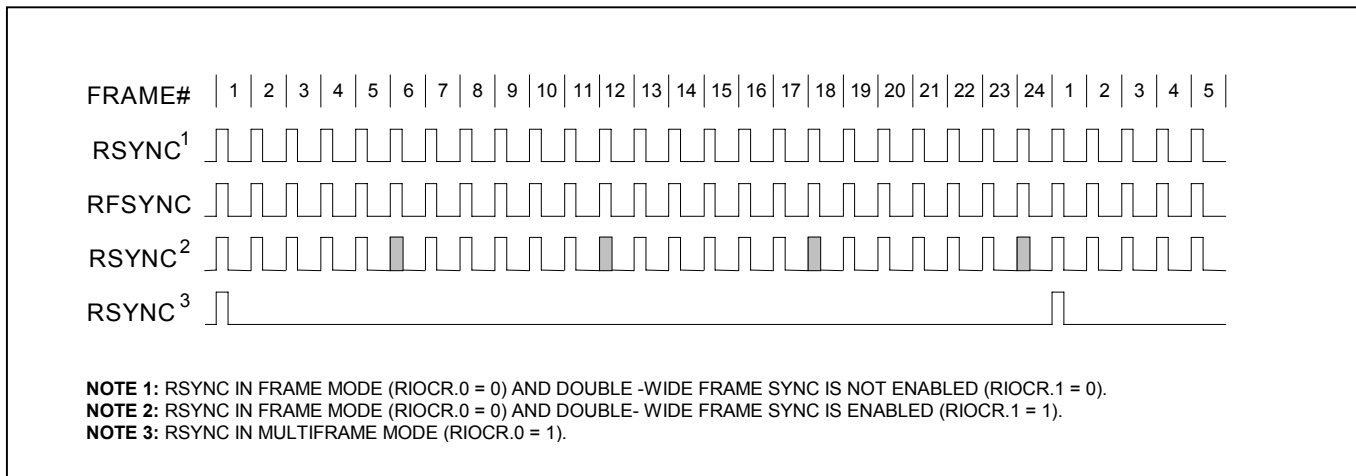 FRAME# 1 2 3 4 5 6 7 8 9 10 11 12 13 14 15 16 17 18 19 20 21 22 23 24 1 2 3 4 5
RSYNC1
RFSYNC
RSYNC2
RSYNC3
NOTE 1: RSYNC IN FRAME MODE (RIOCR.0 = 0) AND DOUBLE -WIDE FRAME SYNC IS NOT ENABLED (RIOCR.1 = 0).
NOTE 2: RSYNC IN FRAME MODE (RIOCR.0 = 0) AND DOUBLE- WIDE FRAME SYNC IS ENABLED (RIOCR.1 = 1).
NOTE 3: RSYNC IN MULTIFRAME MODE (RIOCR.0 = 1).